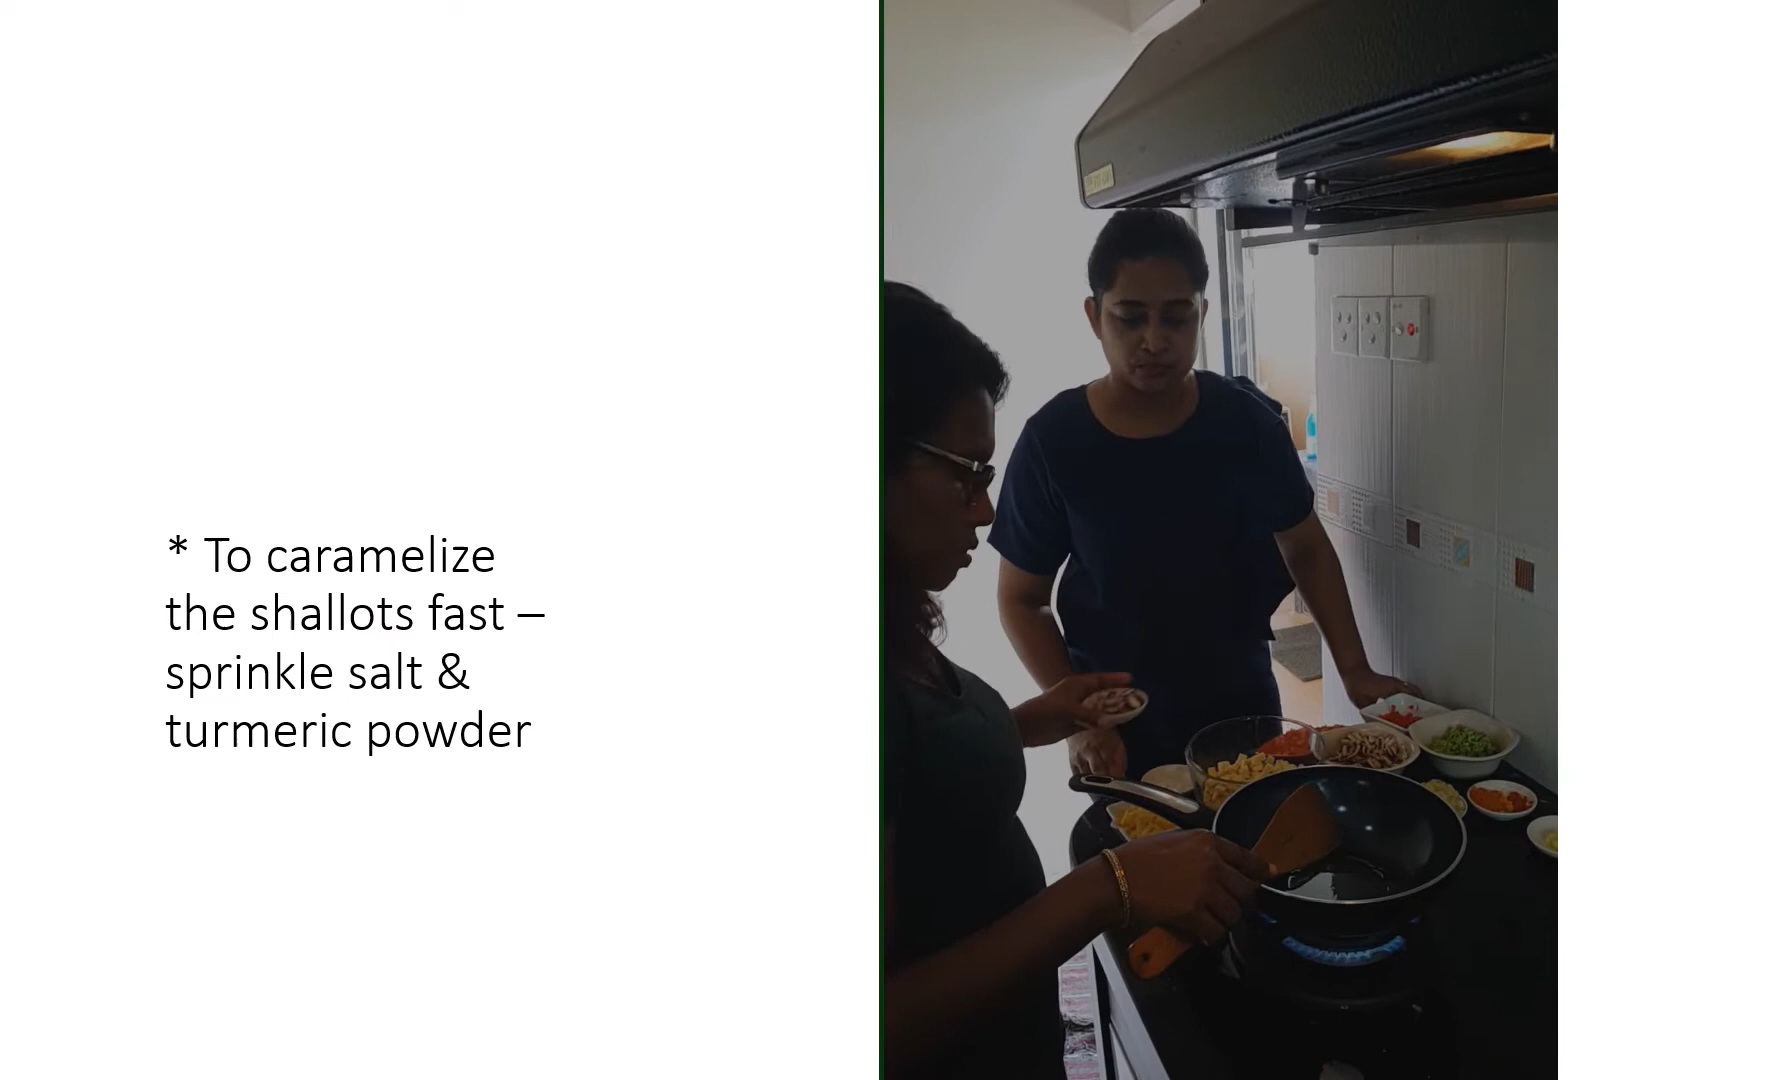 * To caramelize
the shallots fast –
sprinkle salt &
turmeric powder